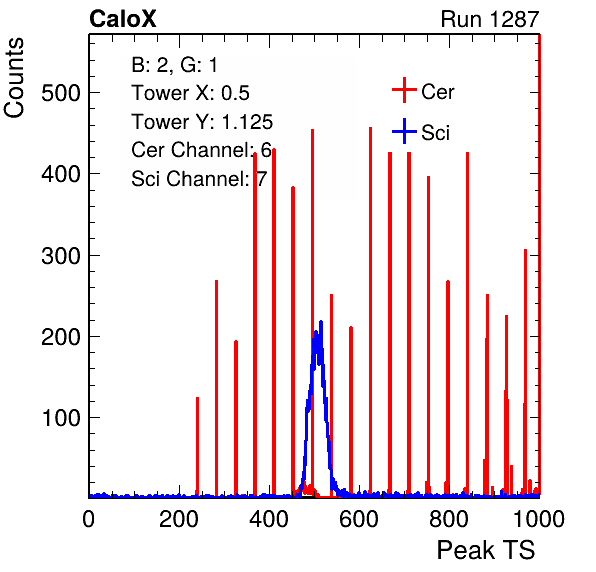 CaloX Run 1287
Counts
B: 2, G: 1
Tower X: 0.5
Tower Y: 1.125
Cer Channel: 6
Sci Channel: 7
Cer
Sci
500
400
300
200
100
0 200 400 600 800 1000
Peak TS